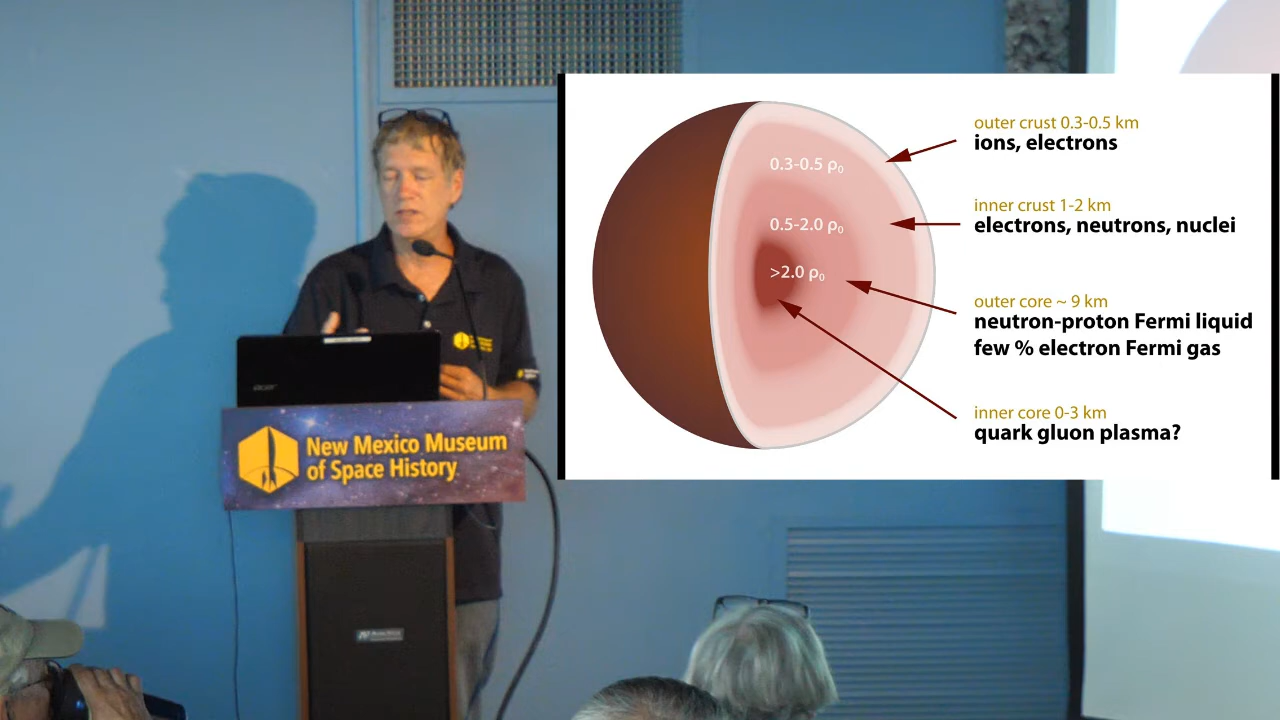 outer crust 0.3-0.5 km
ions, electrons
inner crust 1-2 km
electrons, neutrons, nuclei
outer core ~ 9 km
neutron-proton Fermi liquid
few % electron Fermi gas
inner core 0-3 km
quark gluon plasma?
0.3-0.5 ρ₀
0.5-2.0 ρ₀
>2.0 ρ₀
acer
New Mexico Museum
of Space History